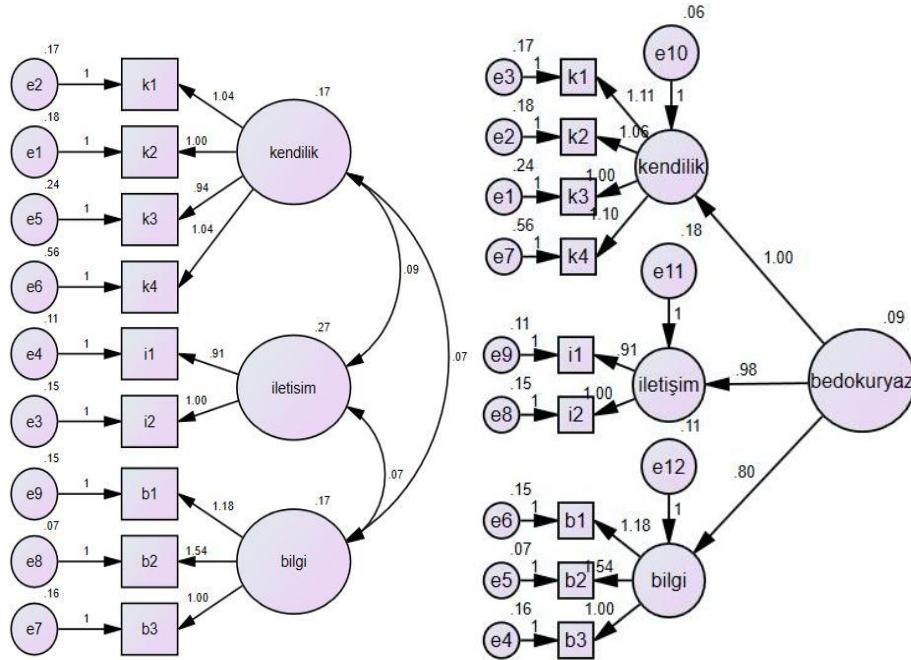 .17
e2 1 k1
1.04
.17
kendilik
.18
e1 1 k2
1.00
.24
e5 1 k3
.94
.56
e6 1 k4
1.04
.09
.07
.11
e4 1 i1
.91
.27
iletisim
.15
e3 1 i2
1.00
.07
.15
e9 1 b1
1.18
.17
bilgi
.07
e8 1 b2
1.54
.16
e7 1 b3
1.00
.06
e10
1
.17
e3 1 k1
1.11
kendilik
.18
e2 1 k2
1.06
.24
e1 1 k3
1.00
.56
e7 1 k4
1.10
1.00
.18
e11
1
.11
e9 1 i1
.91
iletişim
.98
.09
bedokuryaz
.15
e8 1 i2
1.00
.11
e12
1
.80
.15
e6 1 b1
1.18
bilgi
.07
e5 1 b2
1.54
.16
e4 1 b3
1.00